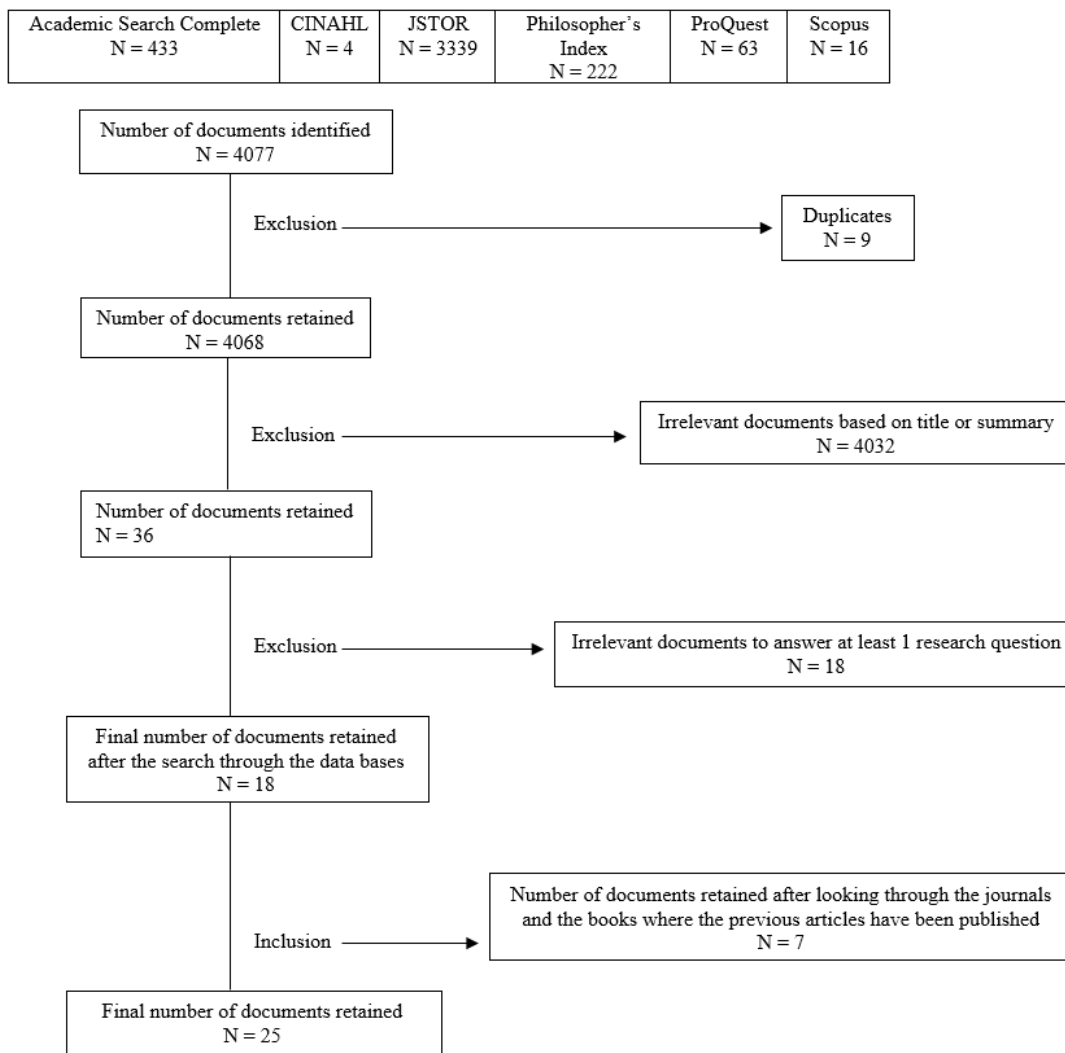 Academic Search Complete
N = 433
CINAHL
N = 4
JSTOR
N = 3339
Philosopher’s
Index
N = 222
ProQuest
N = 63
Scopus
N = 16
Number of documents identified
N = 4077
Exclusion
Duplicates
N = 9
Number of documents retained
N = 4068
Exclusion
Irrelevant documents based on title or summary
N = 4032
Number of documents retained
N = 36
Exclusion
Irrelevant documents to answer at least 1 research question
N = 18
Final number of documents retained
after the search through the data bases
N = 18
Number of documents retained after looking through the journals
and the books where the previous articles have been published
N = 7
Inclusion
Final number of documents retained
N = 25